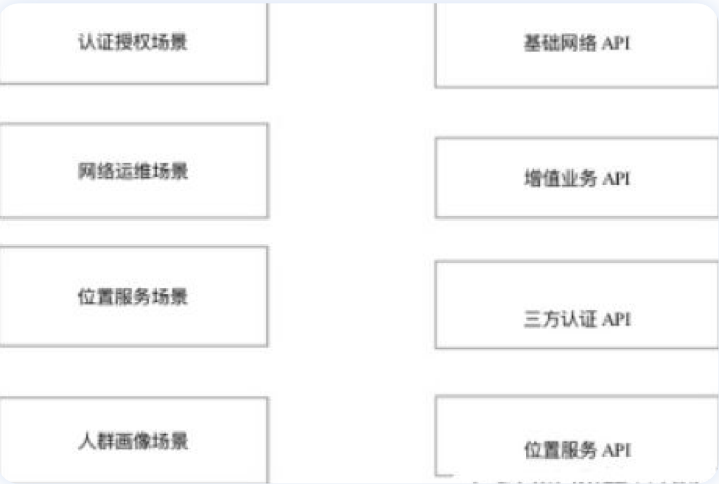 认证授权场景
基础网络 API
网络运维场景
增值业务 API
位置服务场景
三方认证 API
人群画像场景
位置服务 API